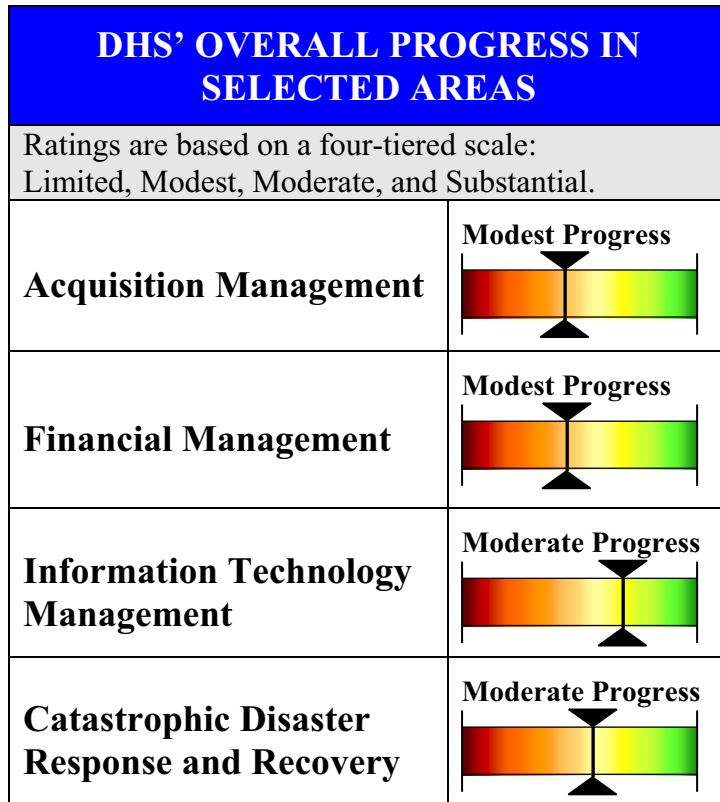 DHS’ OVERALL PROGRESS IN
SELECTED AREAS
Ratings are based on a four-tiered scale:
Limited, Modest, Moderate, and Substantial.
Acquisition Management
Modest Progress
Financial Management
Modest Progress
Information Technology
Management
Moderate Progress
Catastrophic Disaster
Response and Recovery
Moderate Progress